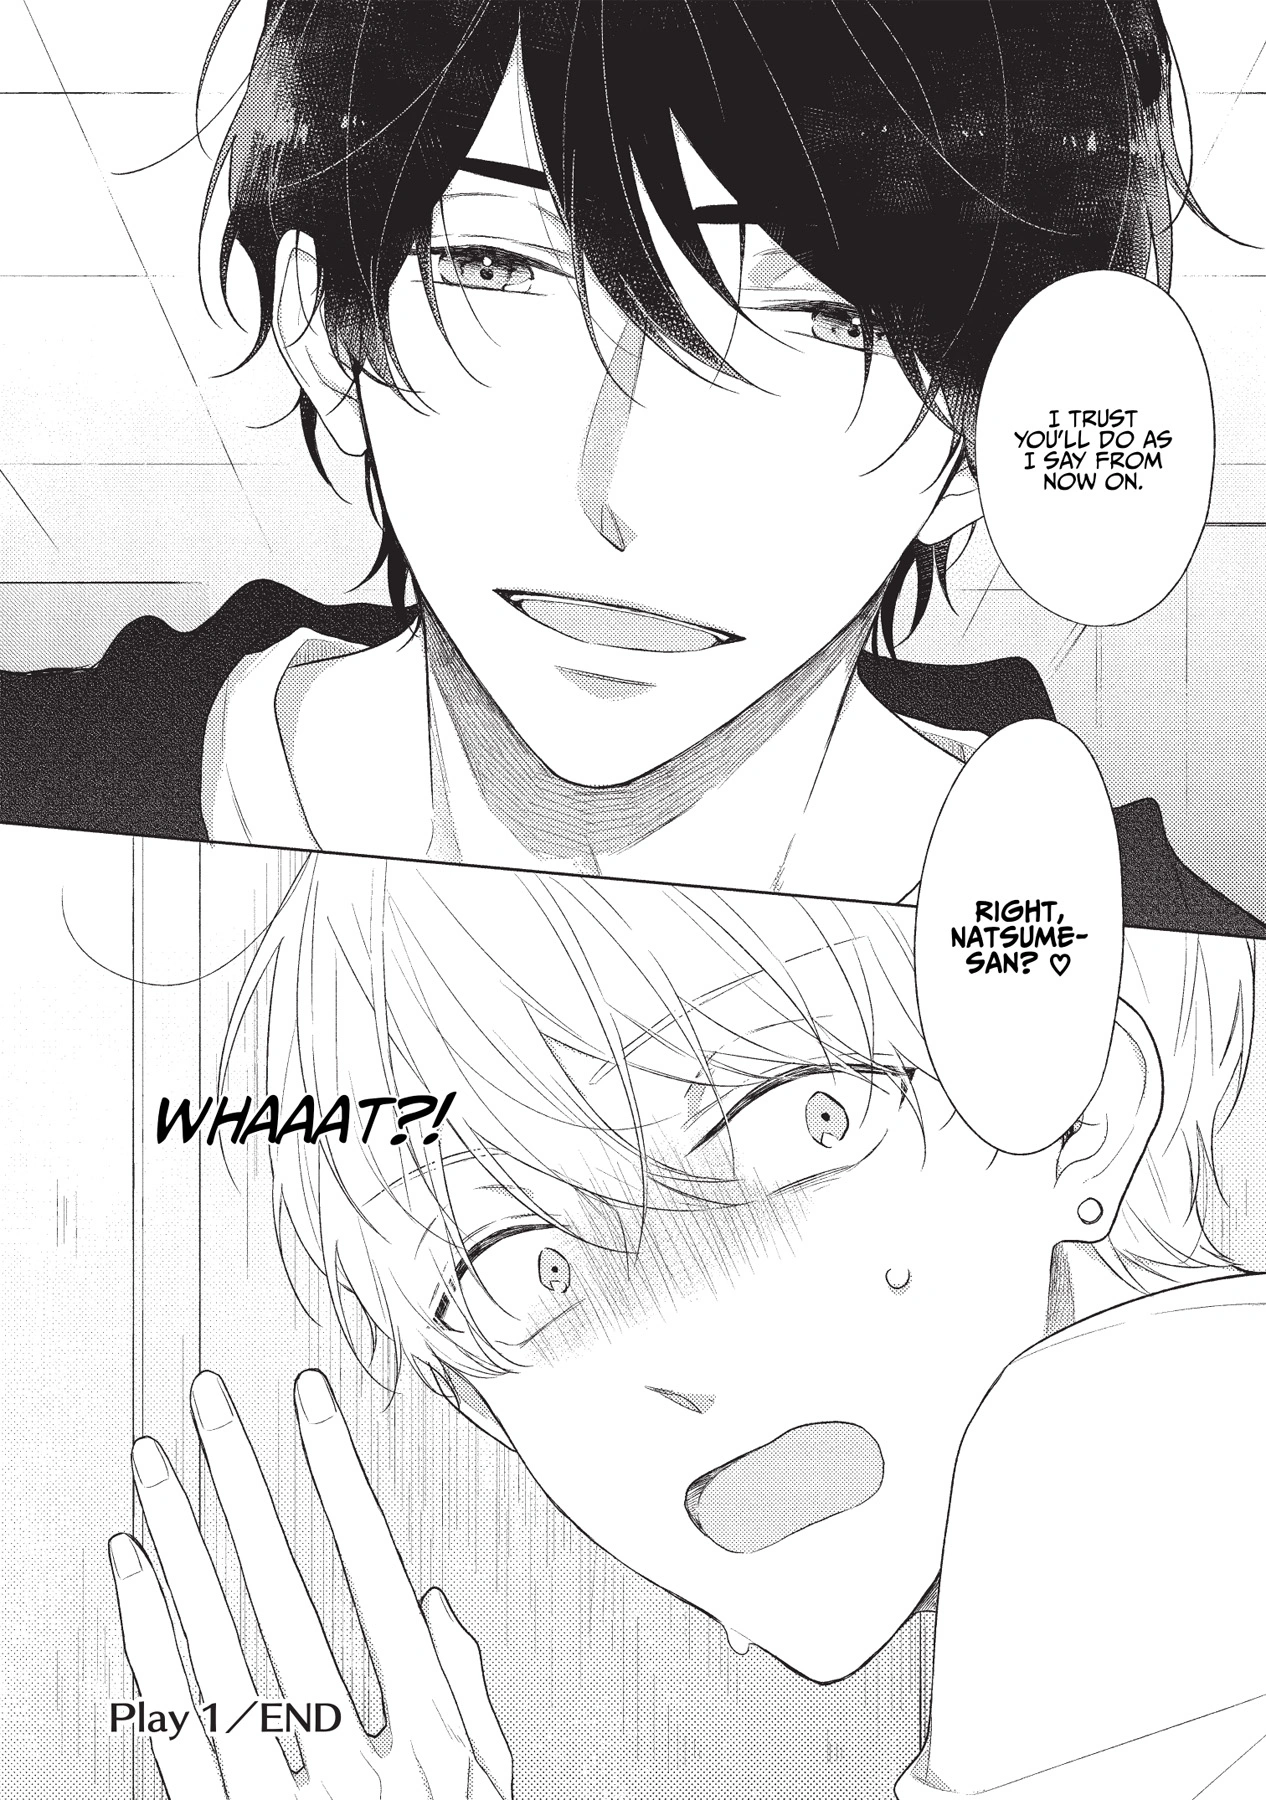 I TRUST
YOU'LL DO AS
I SAY FROM
NOW ON.
RIGHT,
NATSUME-
SAN? ♡
WHAAAT?!
Play 1／END